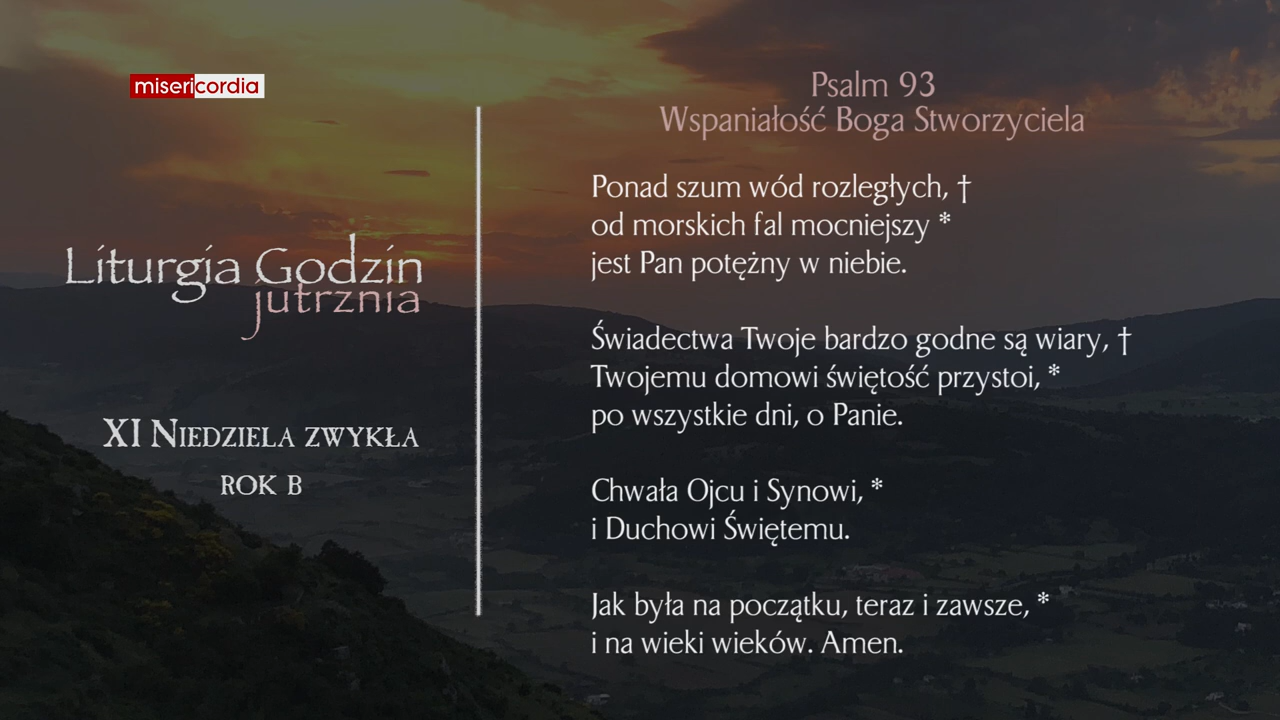 misericordia
Liturgia Godzin
jutrznia
XI Niedziela zwykła
rok B
Psalm 93
Wspaniałość Boga Stworzyciela
Ponad szum wód rozległych, †
od morskich fal mocniejszy *
jest Pan potężny w niebie.
Świadectwa Twoje bardzo godne są wiary, †
Twojemu domowi świętość przystoi, *
po wszystkie dni, o Panie.
Chwała Ojcu i Synowi, *
i Duchowi Świętemu.
Jak była na początku, teraz i zawsze, *
i na wieki wieków. Amen.